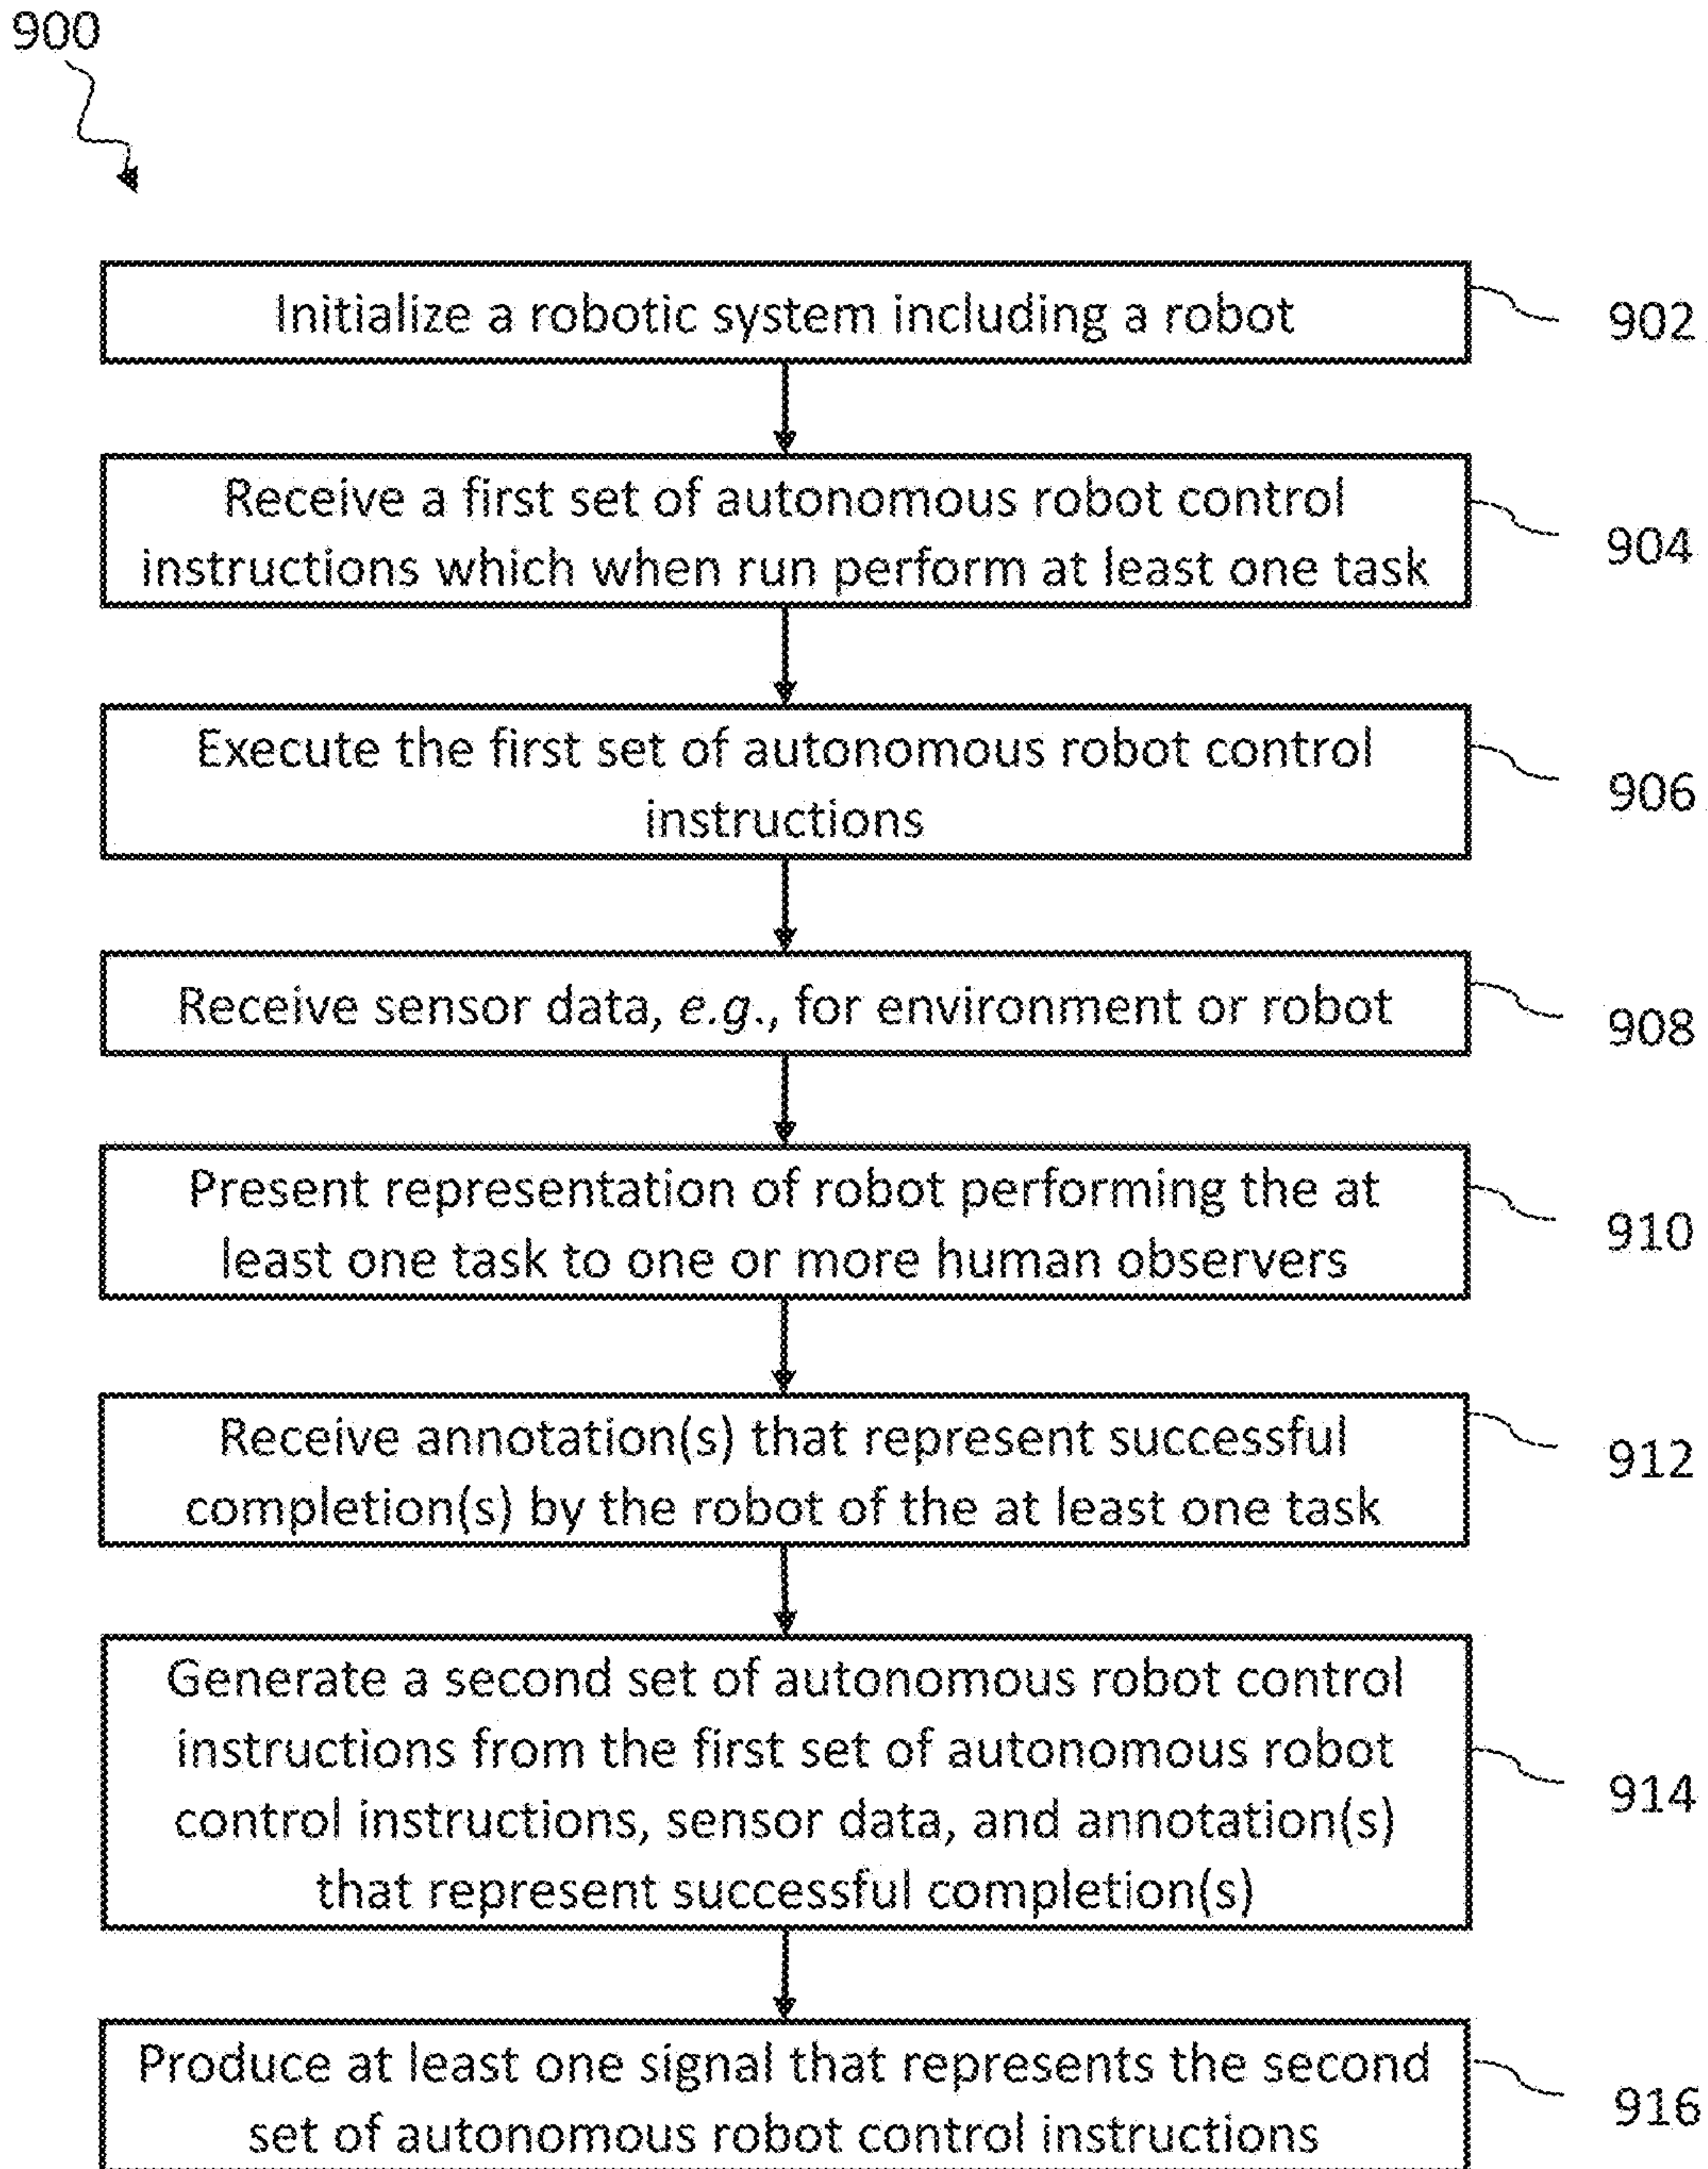 900
Initialize a robotic system including a robot
902
Receive a first set of autonomous robot control
instructions which when run perform at least one task
904
Execute the first set of autonomous robot control
instructions
906
Receive sensor data, e.g., for environment or robot
908
Present representation of robot performing the at
least one task to one or more human observers
910
Receive annotation(s) that represent successful
completion(s) by the robot of the at least one task
912
Generate a second set of autonomous robot control
instructions from the first set of autonomous robot
control instructions, sensor data, and annotation(s)
that represent successful completion(s)
914
Produce at least one signal that represents the second
set of autonomous robot control instructions
916